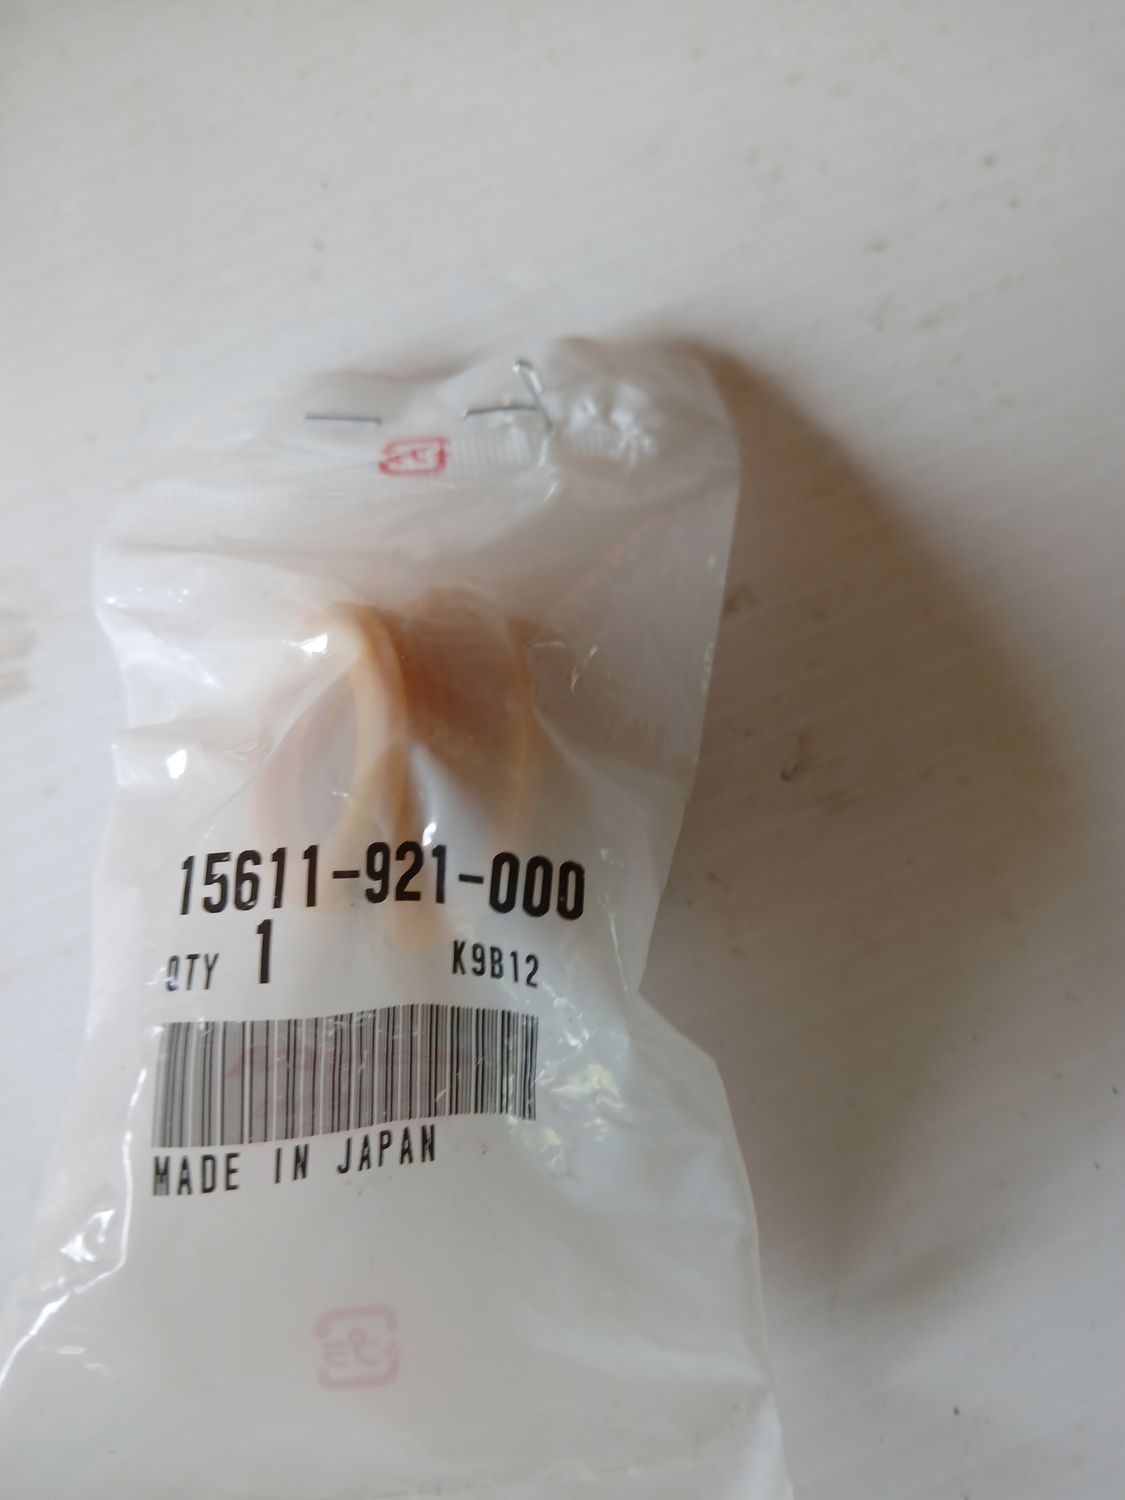 15611-921-000
QTY 1 K9B12
MADE IN JAPAN